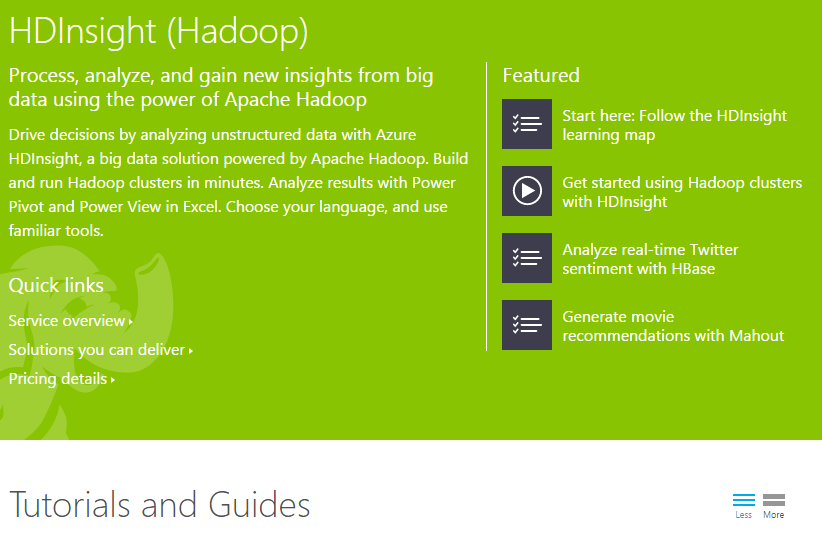 HDInsight (Hadoop)
Process, analyze, and gain new insights from big
data using the power of Apache Hadoop
Drive decisions by analyzing unstructured data with Azure
HDInsight, a big data solution powered by Apache Hadoop. Build
and run Hadoop clusters in minutes. Analyze results with Power
Pivot and Power View in Excel. Choose your language, and use
familiar tools.
Quick links
Service overview
Solutions you can deliver
Pricing details
Featured
Start here: Follow the HDInsight
learning map
Get started using Hadoop clusters
with HDInsight
Analyze real-time Twitter
sentiment with HBase
Generate movie
recommendations with Mahout
Tutorials and Guides
Less More